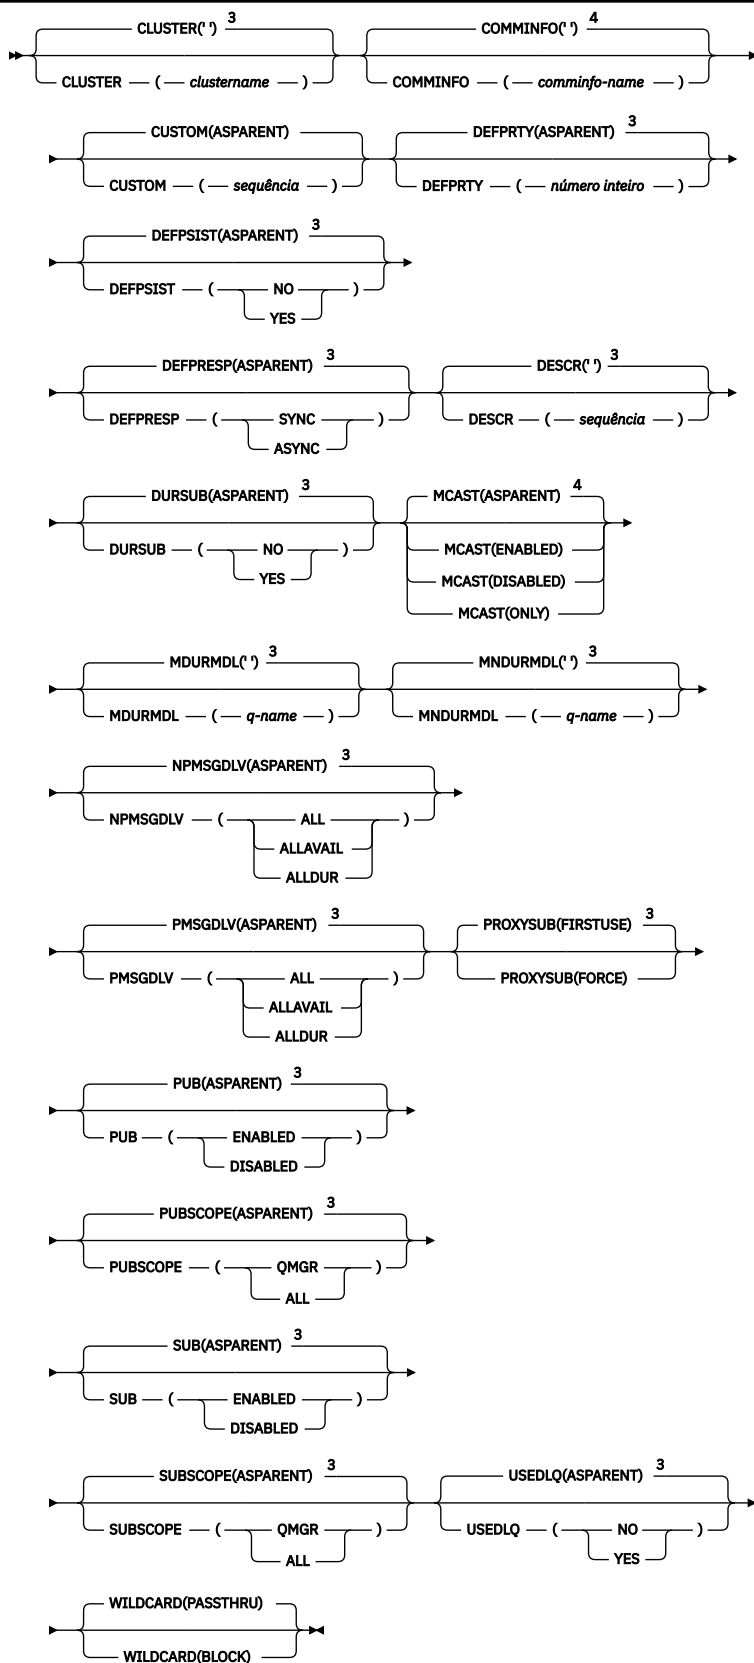 CLUSTER(' ') 3 COMMINFO(' ') 4
CLUSTER ( clustername ) COMMINFO ( comminfo-name )
CUSTOM(ASPARENT) DEFPRTY(ASPARENT) 3
CUSTOM ( sequência ) DEFPRTY ( número inteiro )
DEFPSIST(ASPARENT) 3
DEFPSIST ( NO )
YES
DEFPRESP(ASPARENT) 3 DESCR(' ') 3
DEFPRESP ( SYNC ) DESCR ( sequência )
ASYNC
DURSUB(ASPARENT) 3 MCAST(ASPARENT) 4
DURSUB ( NO ) MCAST(ENABLED)
YES MCAST(DISABLED)
MCAST(ONLY)
MDURMDL(' ') 3 MNDURMDL(' ') 3
MDURMDL ( q-name ) MNDURMDL ( q-name )
NPMSGDLV(ASPARENT) 3
NPMSGDLV ( ALL )
ALLAVAIL
ALLDUR
PMSGDLV(ASPARENT) 3 PROXYSUB(FIRSTUSE) 3
PMSGDLV ( ALL ) PROXYSUB(FORCE)
ALLAVAIL
ALLDUR
PUB(ASPARENT) 3
PUB ( ENABLED )
DISABLED
PUBSCOPE(ASPARENT) 3
PUBSCOPE ( QMGR )
ALL
SUB(ASPARENT) 3
SUB ( ENABLED )
DISABLED
SUBSCOPE(ASPARENT) 3 USEDLQ(ASPARENT) 3
SUBSCOPE ( QMGR ) USEDLQ ( NO )
ALL YES
WILDCARD(PASSTHRU)
WILDCARD(BLOCK)